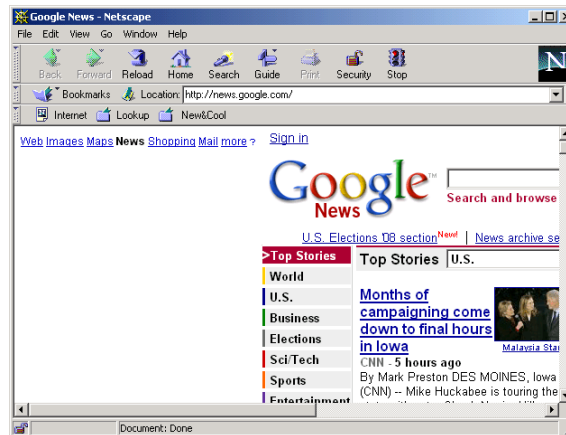 Google News - Netscape
File Edit View Go Window Help
Back Forward Reload Home Search Guide Print Security Stop
N
Bookmarks Location: http://news.google.com/
Internet Lookup New&Cool
Web Images Maps News Shopping Mail more ?
Sign in
Google™
News
Search and browse
U.S. Elections '08 section New! | News archive se
>Top Stories
World
U.S.
Business
Elections
Sci/Tech
Sports
Entertainment
Top Stories U.S.
Months of
campaigning come
down to final hours
in Iowa
Malaysia Star
CNN - 5 hours ago
By Mark Preston DES MOINES, Iowa
(CNN) -- Mike Huckabee is touring the
Document: Done